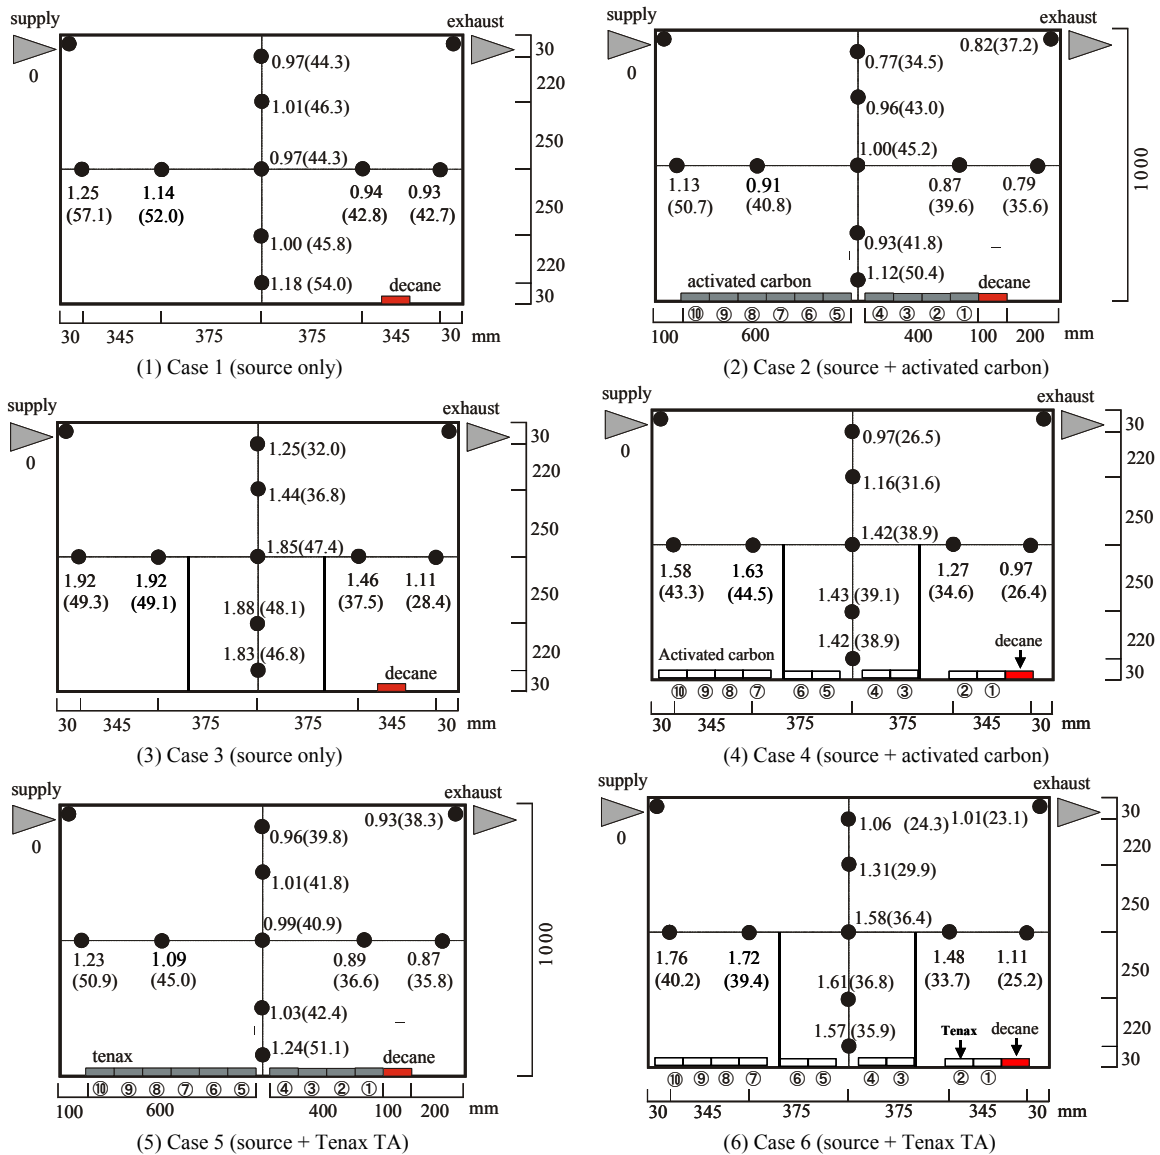 supply
exhaust
0
0.97(44.3)
1.01(46.3)
0.97(44.3)
1.25
(57.1)
1.14
(52.0)
0.94
(42.8)
0.93
(42.7)
1.00 (45.8)
1.18 (54.0)
decane
30
220
250
250
220
30
30 345 375 375 345 30 mm
(1) Case 1 (source only)
supply
exhaust
0
0.82(37.2)
0.77(34.5)
0.96(43.0)
1.00(45.2)
1.13
(50.7)
0.91
(40.8)
0.87
(39.6)
0.79
(35.6)
0.93(41.8)
1.12(50.4)
activated carbon
decane
1000
⑩ ⑨ ⑧ ⑦ ⑥ ⑤ ④ ③ ② ①
100 600 400 100 200 mm
(2) Case 2 (source + activated carbon)
supply
exhaust
0
1.25(32.0)
1.44(36.8)
1.85(47.4)
1.92
(49.3)
1.92
(49.1)
1.46
(37.5)
1.11
(28.4)
1.88 (48.1)
1.83 (46.8)
decane
30
220
250
250
220
30
30 345 375 375 345 30 mm
(3) Case 3 (source only)
supply
exhaust
0
0.97(26.5)
1.16(31.6)
1.42(38.9)
1.58
(43.3)
1.63
(44.5)
1.27
(34.6)
0.97
(26.4)
1.43 (39.1)
1.42 (38.9)
Activated carbon
decane
30
220
250
250
220
30
⑩ ⑨ ⑧ ⑦ ⑥ ⑤ ④ ③ ② ①
30 345 375 375 345 30 mm
(4) Case 4 (source + activated carbon)
supply
exhaust
0
0.93(38.3)
0.96(39.8)
1.01(41.8)
0.99(40.9)
1.23
(50.9)
1.09
(45.0)
0.89
(36.6)
0.87
(35.8)
1.03(42.4)
1.24(51.1)
tenax
decane
1000
⑩ ⑨ ⑧ ⑦ ⑥ ⑤ ④ ③ ② ①
100 600 400 100 200 mm
(5) Case 5 (source + Tenax TA)
supply
exhaust
0
1.06 (24.3)
1.01(23.1)
1.31(29.9)
1.58(36.4)
1.76
(40.2)
1.72
(39.4)
1.48
(33.7)
1.11
(25.2)
1.61(36.8)
1.57 (35.9)
Tenax
decane
30
220
250
250
220
30
⑩ ⑨ ⑧ ⑦ ⑥ ⑤ ④ ③ ② ①
30 345 375 375 345 30 mm
(6) Case 6 (source + Tenax TA)